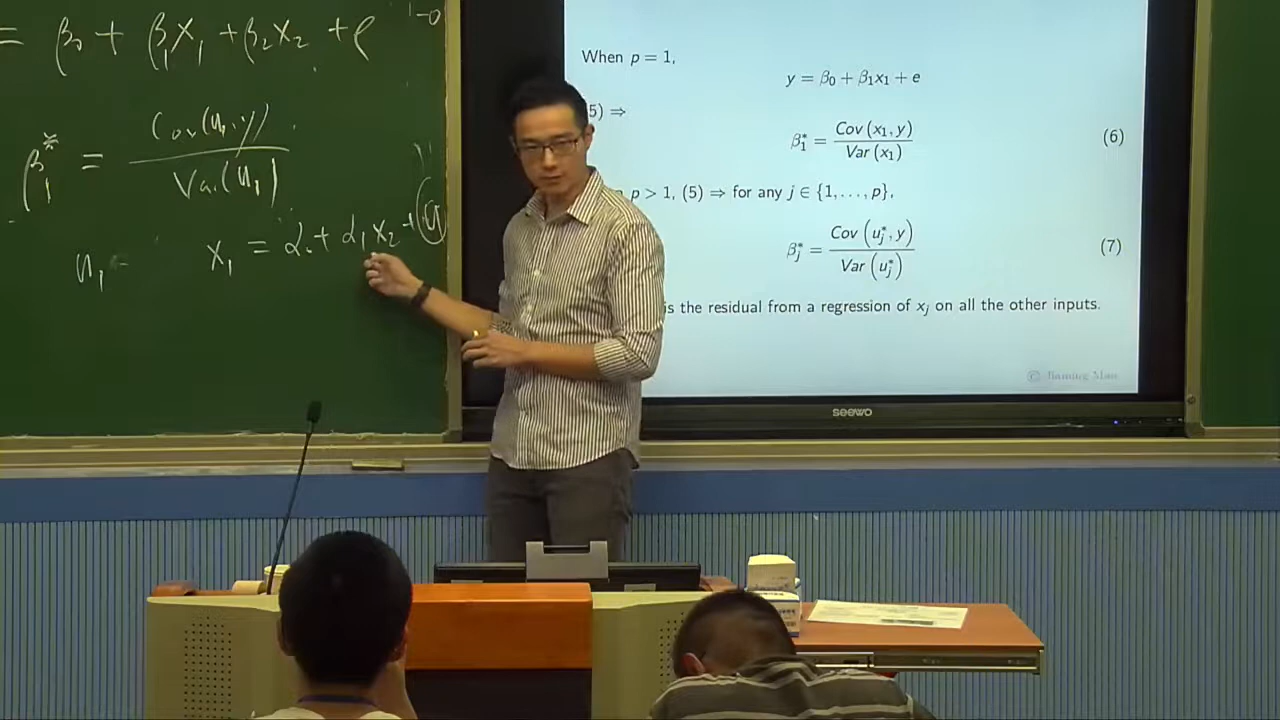 = β₀ + β₁x₁ + β₂x₂ + e
β₁* = Cov(u₁, y) / Var(u₁)
u₁ = x₁ = α₀ + α₁x₂ + u
When p = 1,
y = β₀ + β₁x₁ + e
5) ⇒
β₁* = Cov (x₁, y) / Var (x₁) (6)
p > 1, (5) ⇒ for any j ∈ {1, . . . , p},
βⱼ* = Cov (uⱼ*, y) / Var (uⱼ*) (7)
is the residual from a regression of xⱼ on all the other inputs.
seewo